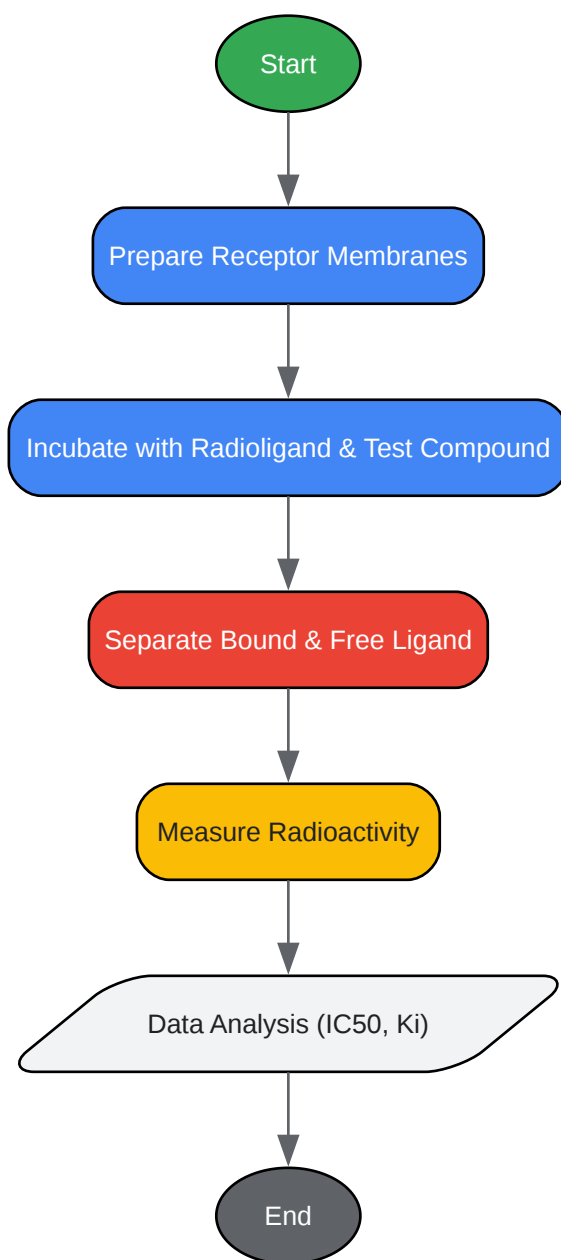 Start
Prepare Receptor Membranes
Incubate with Radioligand & Test Compound
Separate Bound & Free Ligand
Measure Radioactivity
Data Analysis (IC50, Ki)
End